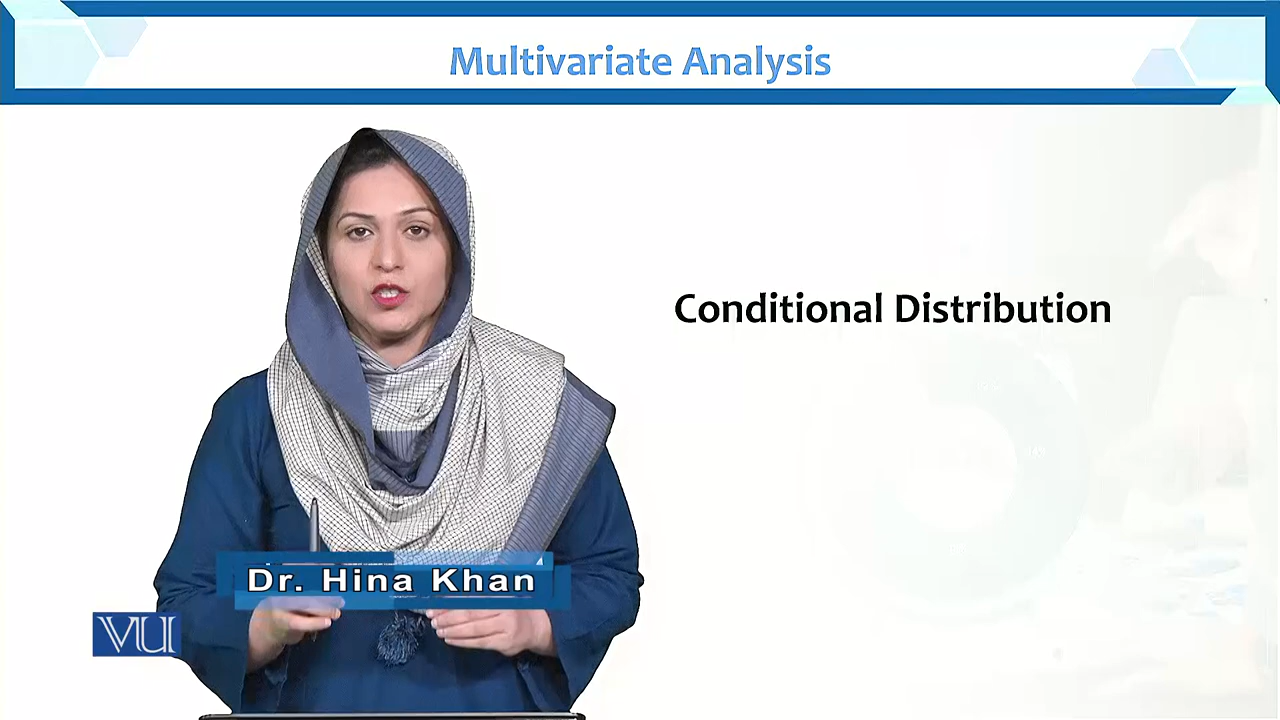 Multivariate Analysis
Conditional Distribution
Dr. Hina Khan
VU